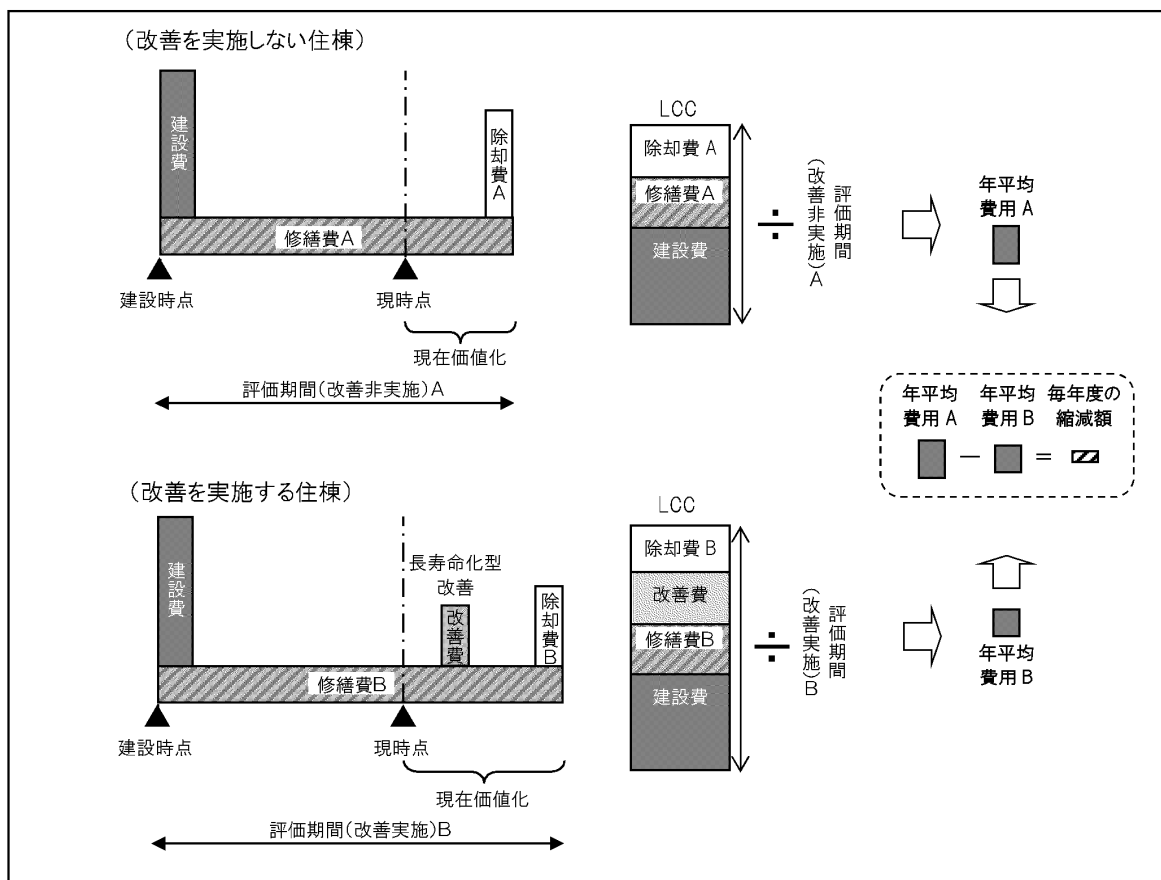 （改善を実施しない住棟）
建設費
除却費A
修繕費A
建設時点
現時点
現在価値化
評価期間(改善非実施)A
LCC
除却費 A
修繕費A
建設費
÷
評価期間
(改善非実施)A
年平均
費用 A
年平均
費用 A
年平均
費用 B
毎年度の
縮減額
－
＝
（改善を実施する住棟）
建設費
長寿命化型
改善
改善費
除却費B
修繕費B
建設時点
現時点
現在価値化
評価期間(改善実施)B
LCC
除却費 B
改善費
修繕費B
建設費
÷
評価期間
(改善実施)B
年平均
費用 B